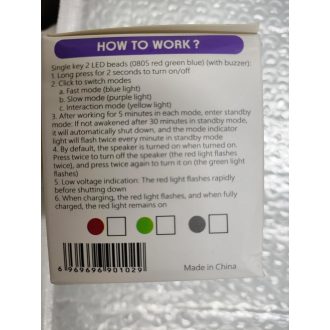 HOW TO WORK?
Single key 2 LED beads (0805 red green blue) (with buzzer):
1. Long press for 2 seconds to turn on/off
2. Click to switch modes
a. Fast mode (blue light)
b. Slow mode (purple light)
c. Interaction mode (yellow light)
3. After working for 5 minutes in each mode, enter standby
mode: If not awakened after 30 minutes in standby mode,
it will automatically shut down, and the mode indicator
light will flash twice every minute in standby mode
4. By default, the speaker is turned on when turned on.
Press twice to turn off the speaker (the red light flashes
twice), and press twice again to turn it on (the green light
flashes)
5. Low voltage indication: The red light flashes rapidly
before shutting down
6. When charging, the red light flashes, and when fully
charged, the red light remains on
6 969696 901029
Made in China